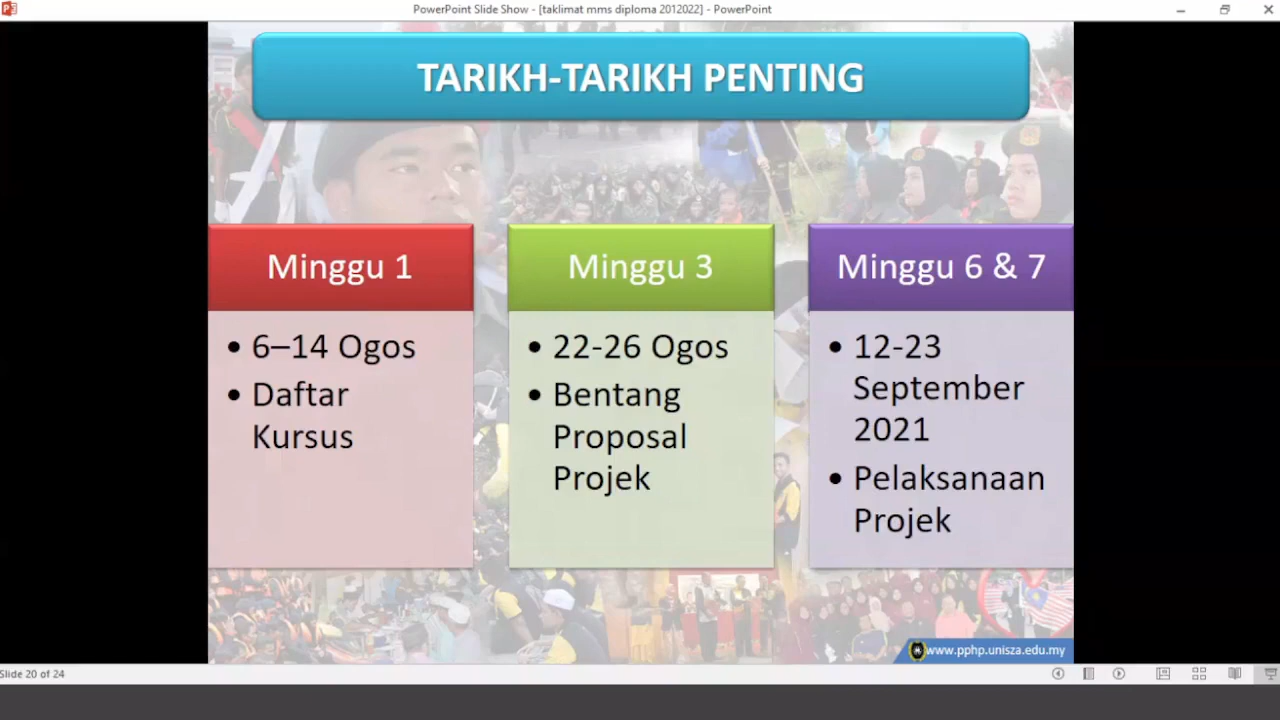 PowerPoint Slide Show - [taklimat mms diploma 2012022] - PowerPoint
TARIKH-TARIKH PENTING
Minggu 1
• 6–14 Ogos
• Daftar
Kursus
Minggu 3
• 22-26 Ogos
• Bentang
Proposal
Projek
Minggu 6 & 7
• 12-23
September
2021
• Pelaksanaan
Projek
www.pphp.unisza.edu.my
Slide 20 of 24